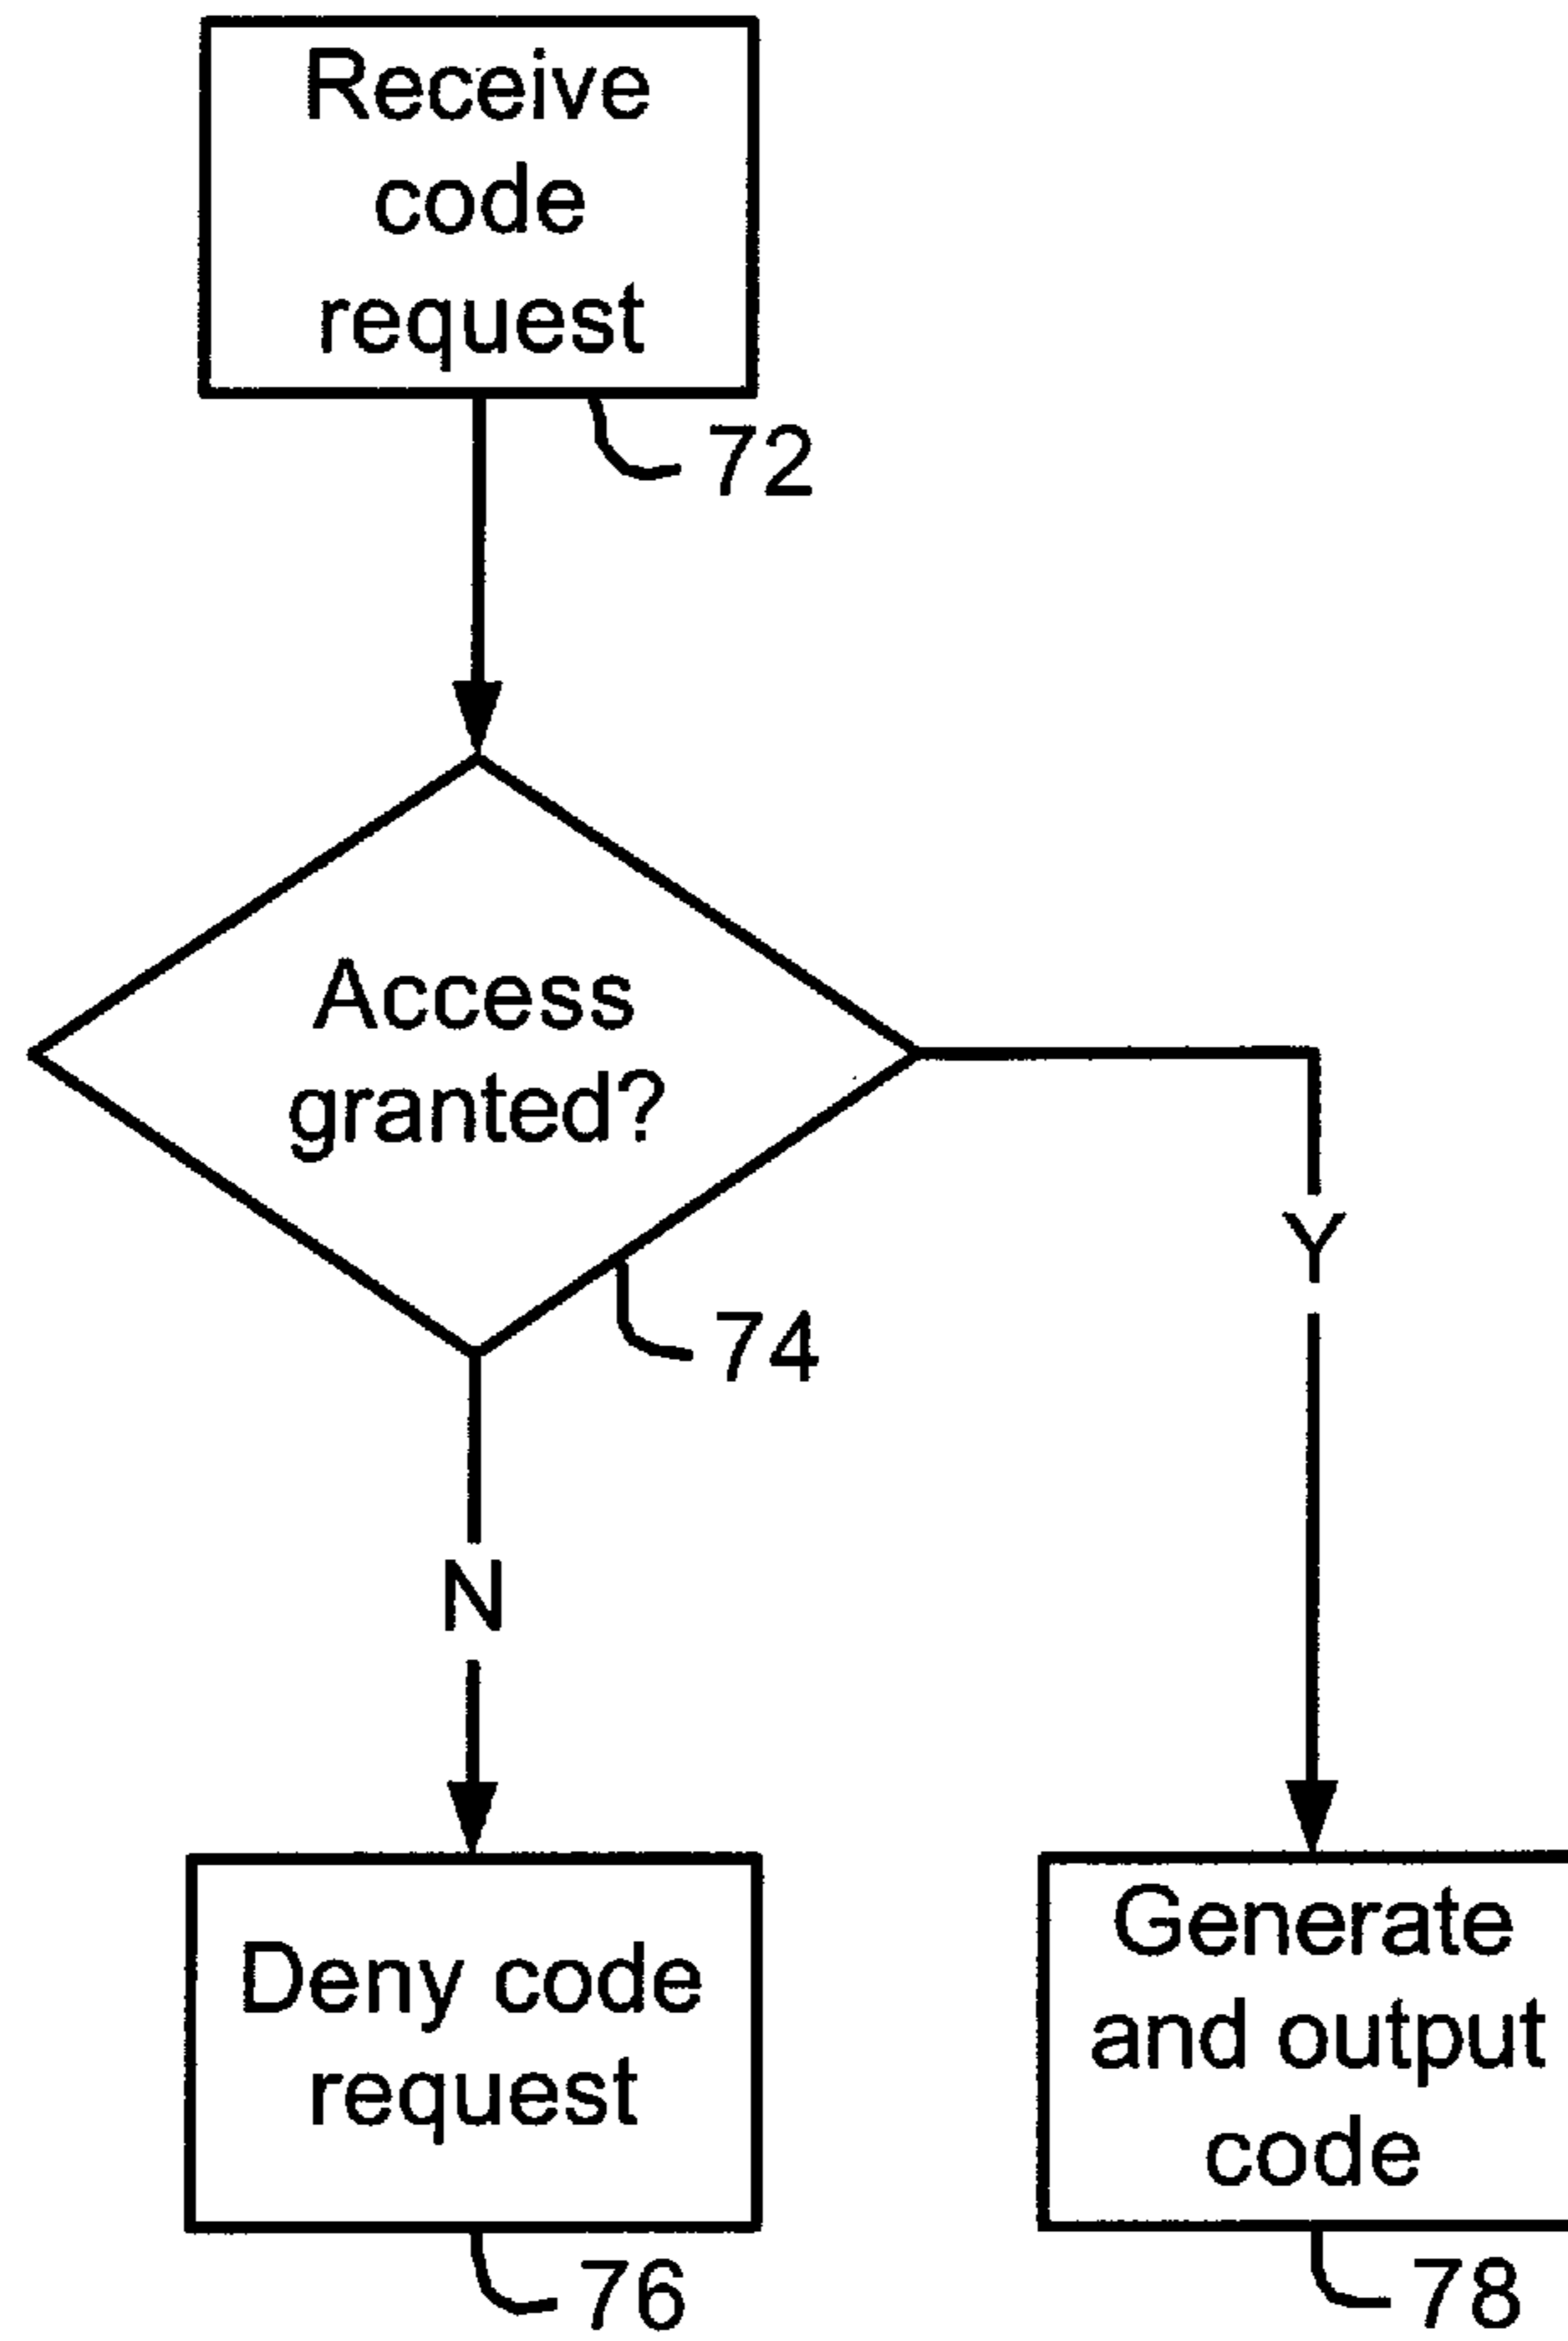 Receive
code
request
72
Access
granted?
Y
74
N
Deny code
request
Generate
and output
code
76
78